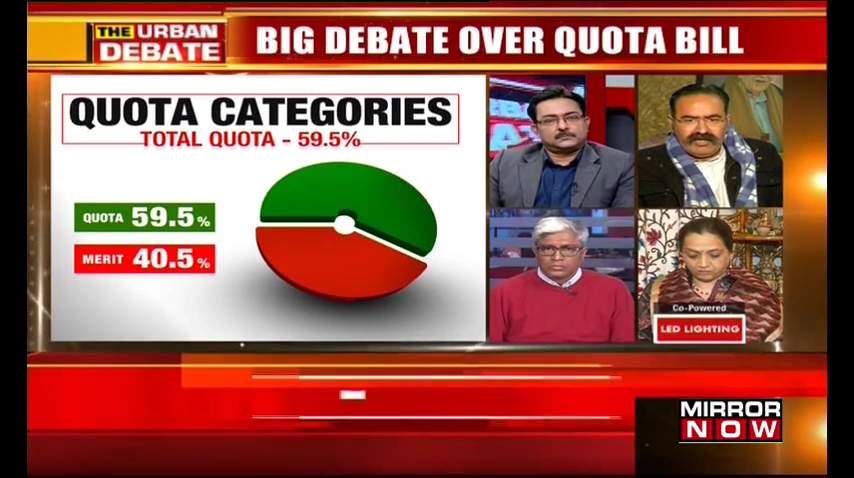 THE URBAN
DEBATE
BIG DEBATE OVER QUOTA BILL
QUOTA CATEGORIES
TOTAL QUOTA - 59.5%
QUOTA 59.5%
MERIT 40.5%
Co-Powered
LED LIGHTING
MIRROR
NOW